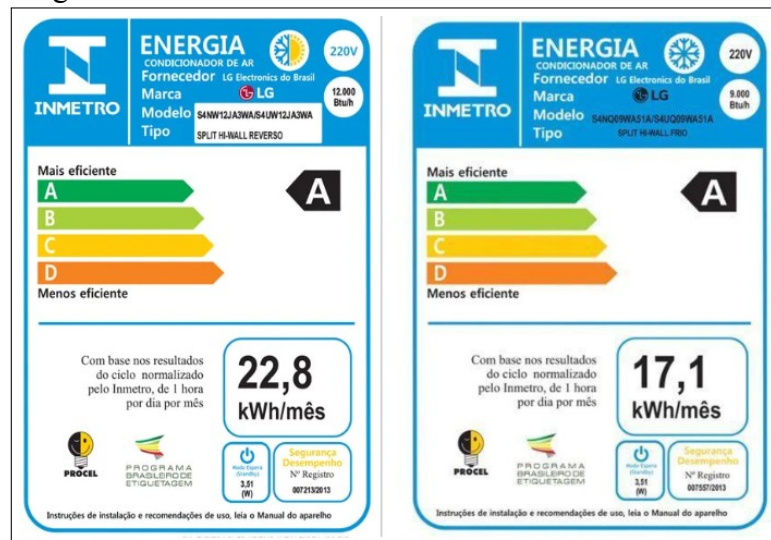 ENERGIA
CONDICIONADOR DE AR
Fornecedor LG Electronics do Brasil
Marca LG
Modelo S4NW12JA3WA/S4UW12JA3WA
Tipo SPLIT HI-WALL REVERSO
220V
12.000
Btu/h
INMETRO
Mais eficiente
A
B
C
D
Menos eficiente
A
Com base nos resultados
do ciclo normalizado
pelo Inmetro, de 1 hora
por dia por mês
22,8
kWh/mês
PROCEL
PROGRAMA
BRASILEIRO DE
ETIQUETAGEM
Modo Espera
(Standby)
3,51
(W)
Segurança
Desempenho
Nº Registro
007213/2013
Instruções de instalação e recomendações de uso, leia o Manual do aparelho
ENERGIA
CONDICIONADOR DE AR
Fornecedor LG Electronics do Brasil
Marca LG
Modelo S4NQ09WA51A/S4UQ09WA51A
Tipo SPLIT HI-WALL FRIO
220V
9.000
Btu/h
INMETRO
Mais eficiente
A
B
C
D
Menos eficiente
A
Com base nos resultados
do ciclo normalizado
pelo Inmetro, de 1 hora
por dia por mês
17,1
kWh/mês
PROCEL
PROGRAMA
BRASILEIRO DE
ETIQUETAGEM
Modo Espera
(Standby)
3,51
(W)
Segurança
Desempenho
Nº Registro
007557/2013
Instruções de instalação e recomendações de uso, leia o Manual do aparelho